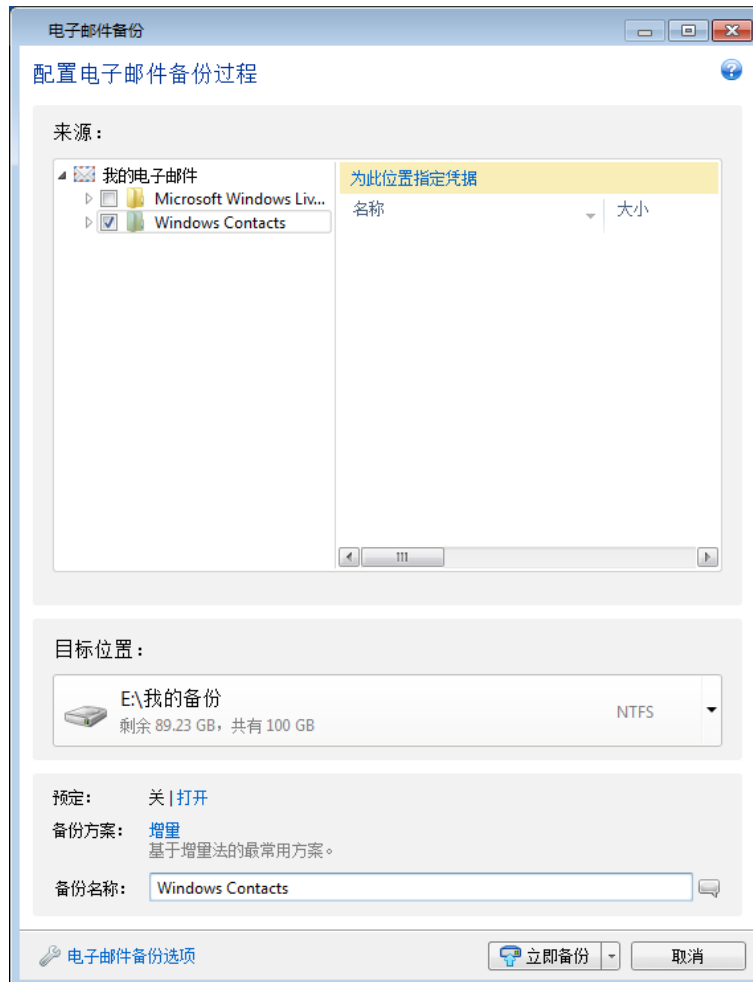 电子邮件备份
配置电子邮件备份过程
来源：
我的电子邮件
Microsoft Windows Liv...
Windows Contacts
为此位置指定凭据
名称 大小
目标位置：
E:\我的备份
剩余 89.23 GB，共有 100 GB
NTFS
预定： 关 | 打开
备份方案： 增量
基于增量法的最常用方案。
备份名称： Windows Contacts
电子邮件备份选项 立即备份 取消